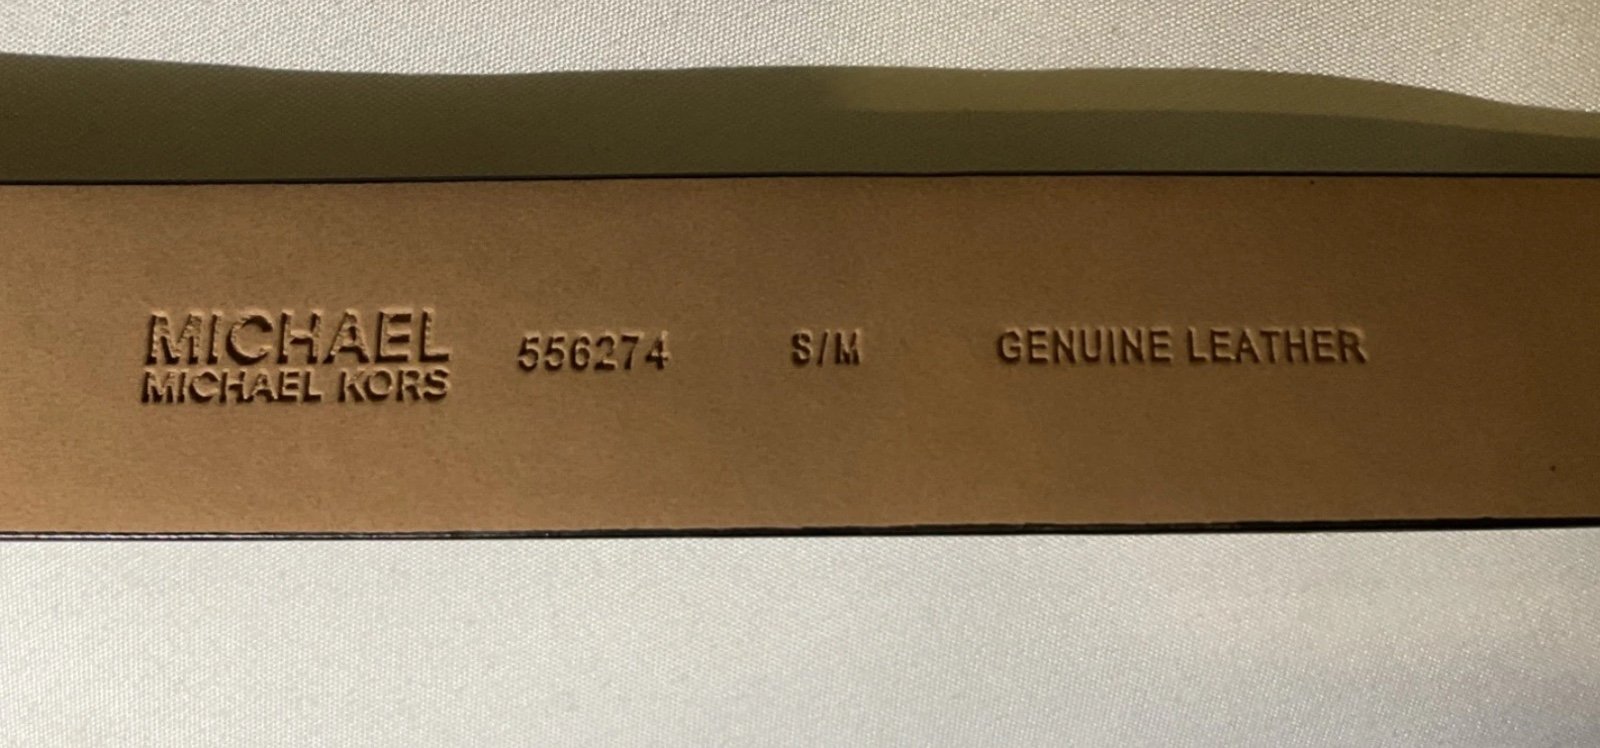 MICHAEL
MICHAEL KORS
556274 S/M GENUINE LEATHER